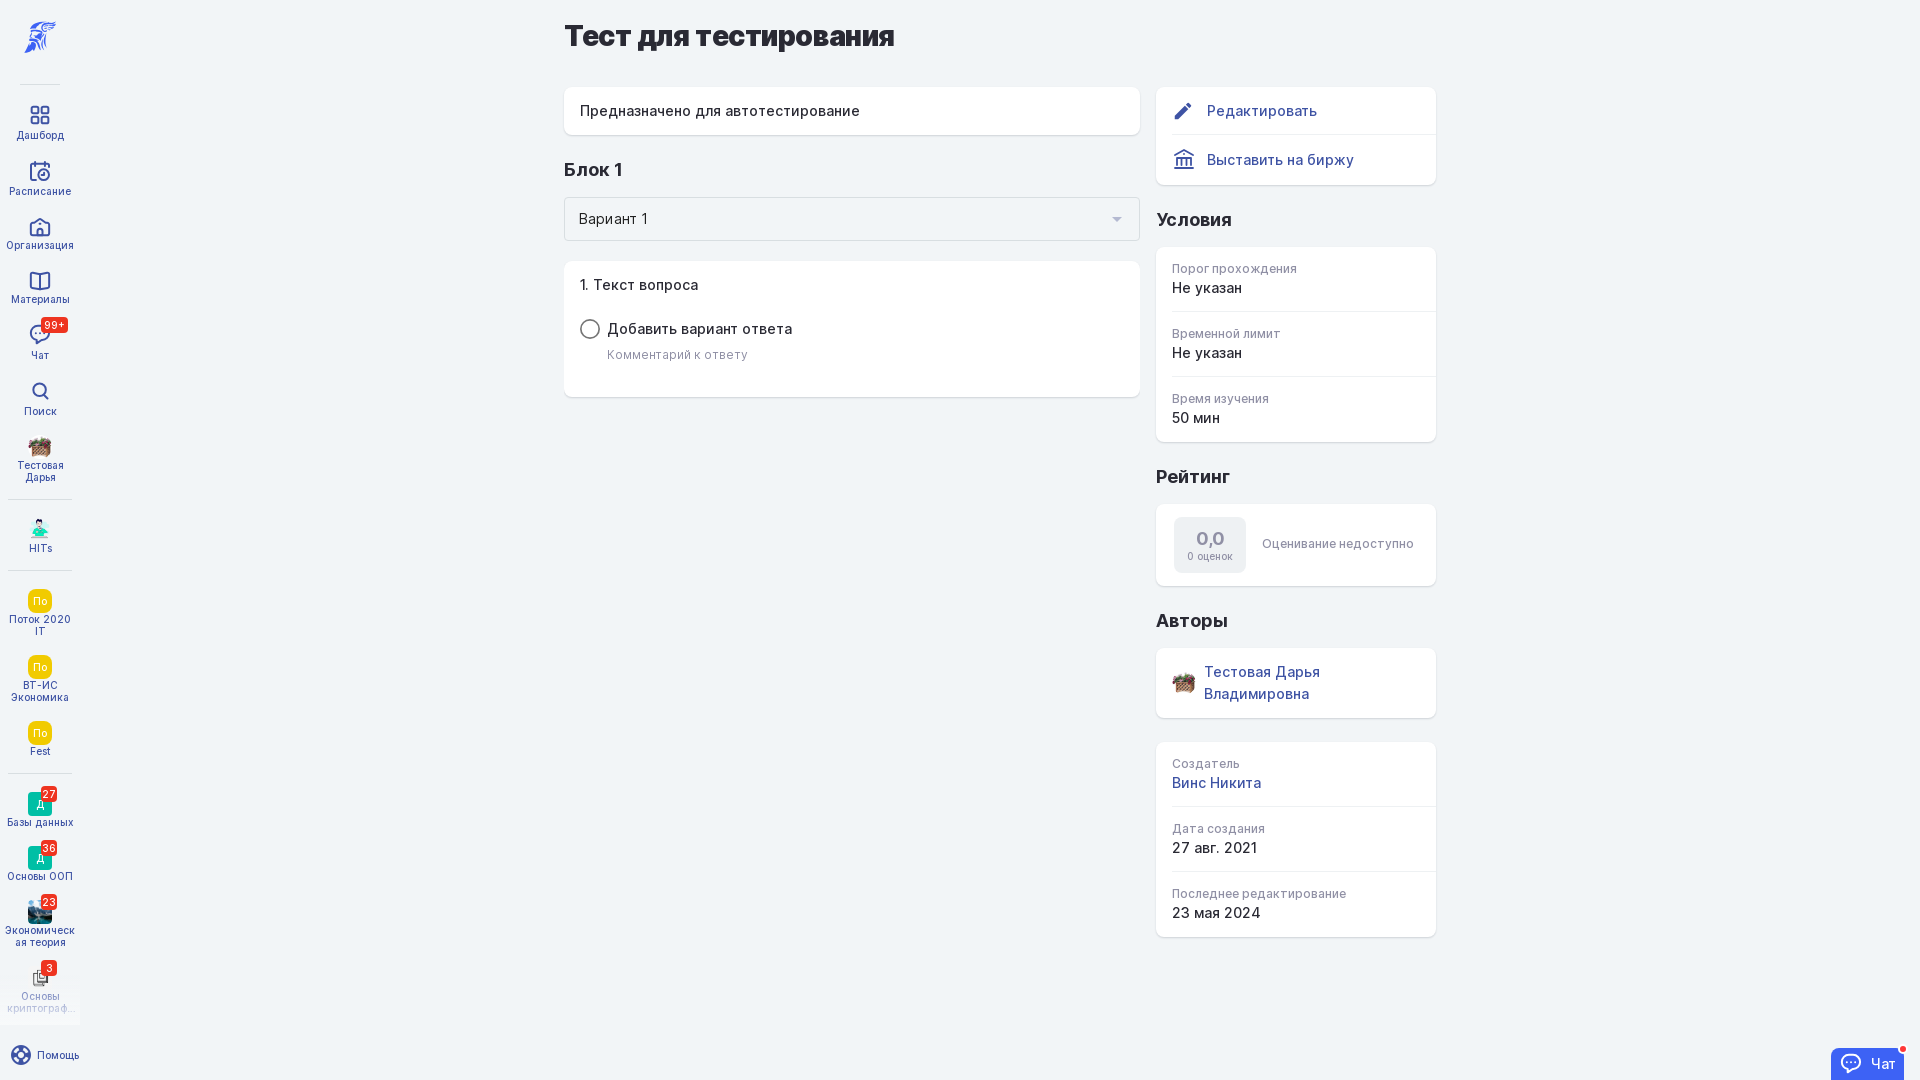 Дашборд
Расписание
Организация
Материалы
99+
Чат
Поиск
Тестовая
Дарья
HITs
По
Поток 2020
IT
По
ВТ-ИС
Экономика
По
Fest
27
Д
Базы данных
36
Д
Основы ООП
23
Экономическ
ая теория
3
Основы
криптограф...
Помощь
Тест для тестирования
Предназначено для автотестирование
Блок 1
Вариант 1
1. Текст вопроса
Добавить вариант ответа
Комментарий к ответу
Редактировать
Выставить на биржу
Условия
Порог прохождения
Не указан
Временной лимит
Не указан
Время изучения
50 мин
Рейтинг
0,0
0 оценок
Оценивание недоступно
Авторы
Тестовая Дарья
Владимировна
Создатель
Винс Никита
Дата создания
27 авг. 2021
Последнее редактирование
23 мая 2024
Чат